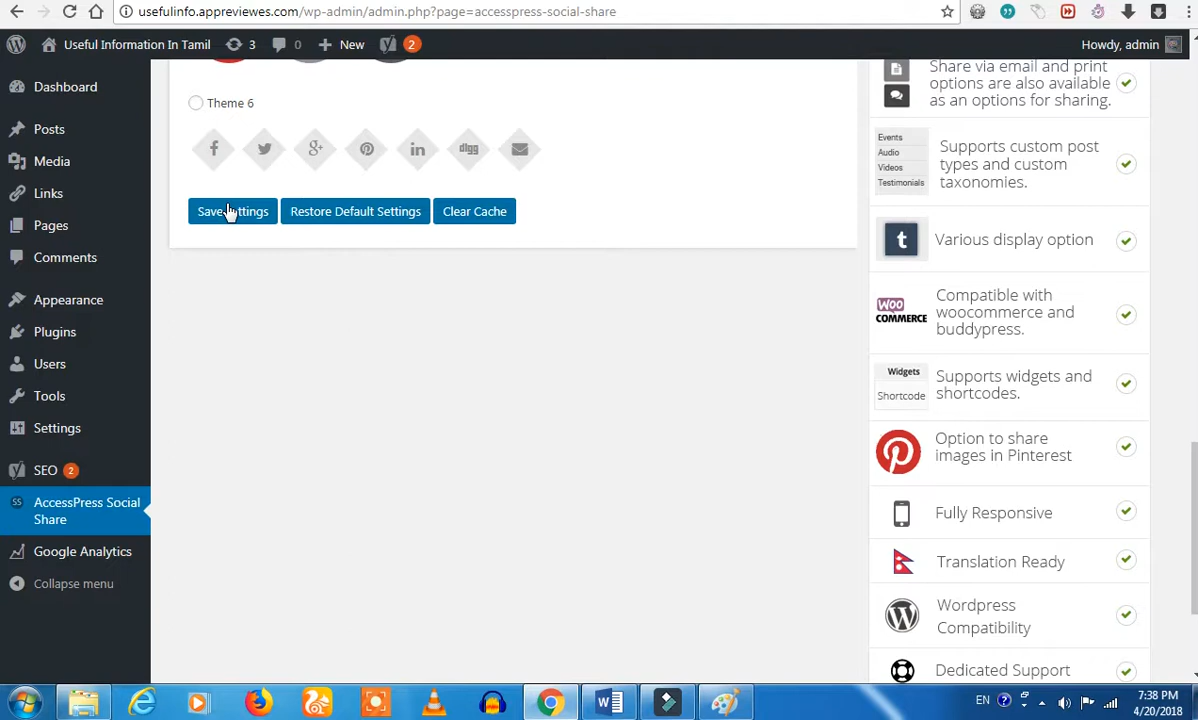 usefulinfo.appreviewes.com/wp-admin/admin.php?page=accesspress-social-share
Useful Information In Tamil
3
0
New
2
Howdy, admin
Dashboard
Posts
Media
Links
Pages
Comments
Appearance
Plugins
Users
Tools
Settings
SEO 2
AccessPress Social
Share
Google Analytics
Collapse menu
Theme 6
digg
Save Settings
Restore Default Settings
Clear Cache
Share via email and print
options are also available
as an options for sharing.
Events
Audio
Videos
Testimonials
Supports custom post
types and custom
taxonomies.
Various display option
WOO
COMMERCE
Compatible with
woocommerce and
buddypress.
Widgets
Shortcode
Supports widgets and
shortcodes.
Option to share
images in Pinterest
Fully Responsive
Translation Ready
Wordpress
Compatibility
Dedicated Support
EN
7:38 PM
4/20/2018